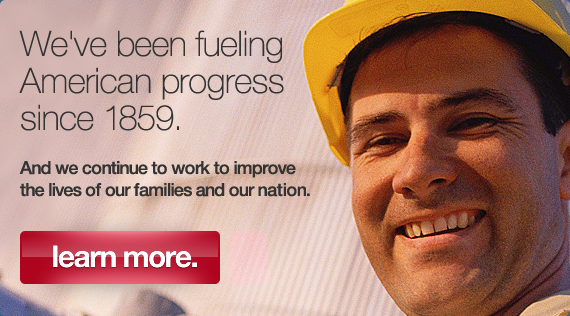 We've been fueling
American progress
since 1859.
And we continue to work to improve
the lives of our families and our nation.
learn more.